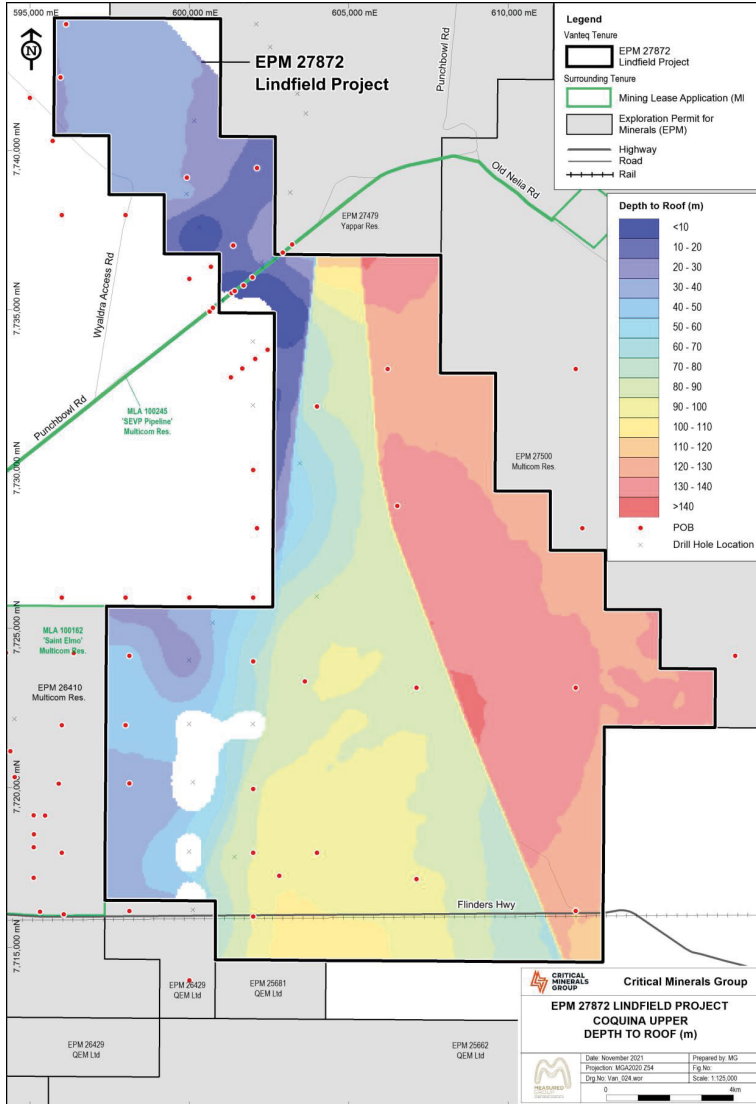 595,000 mE
600,000 mE
605,000 mE
610,000 mE
N
EPM 27872
Lindfield Project
Punchbowl Rd
Legend
Vanteq Tenure
EPM 27872
Lindfield Project
Surrounding Tenure
Mining Lease Application (Ml
Exploration Permit for
Minerals (EPM)
Highway
Road
Rail
Depth to Roof (m)
<10
10 - 20
20 - 30
30 - 40
40 - 50
50 - 60
60 - 70
70 - 80
80 - 90
90 - 100
100 - 110
110 - 120
120 - 130
130 - 140
>140
POB
Drill Hole Location
7,740,000 mN
7,735,000 mN
7,730,000 mN
7,725,000 mN
7,720,000 mN
7,715,000 mN
Old Nelia Rd
EPM 27479
Yappar Res.
Wyaldra Access Rd
Punchbowl Rd
MLA 100245
'SEVP Pipeline'
Multicom Res.
EPM 27500
Multicom Res.
MLA 100162
'Saint Elmo'
Multicom Res.
EPM 26410
Multicom Res.
Flinders Hwy
EPM 26429
QEM Ltd
EPM 25681
QEM Ltd
EPM 26429
QEM Ltd
EPM 25662
QEM Ltd
CRITICAL
MINERALS
GROUP
Critical Minerals Group
EPM 27872 LINDFIELD PROJECT
COQUINA UPPER
DEPTH TO ROOF (m)
MEASURED
GROUP
Date: November 2021
Prepared by: MG
Projection: MGA2020 Z54
Fig.No:
Drg.No: Van_024.wor
Scale: 1:125,000
0
4km